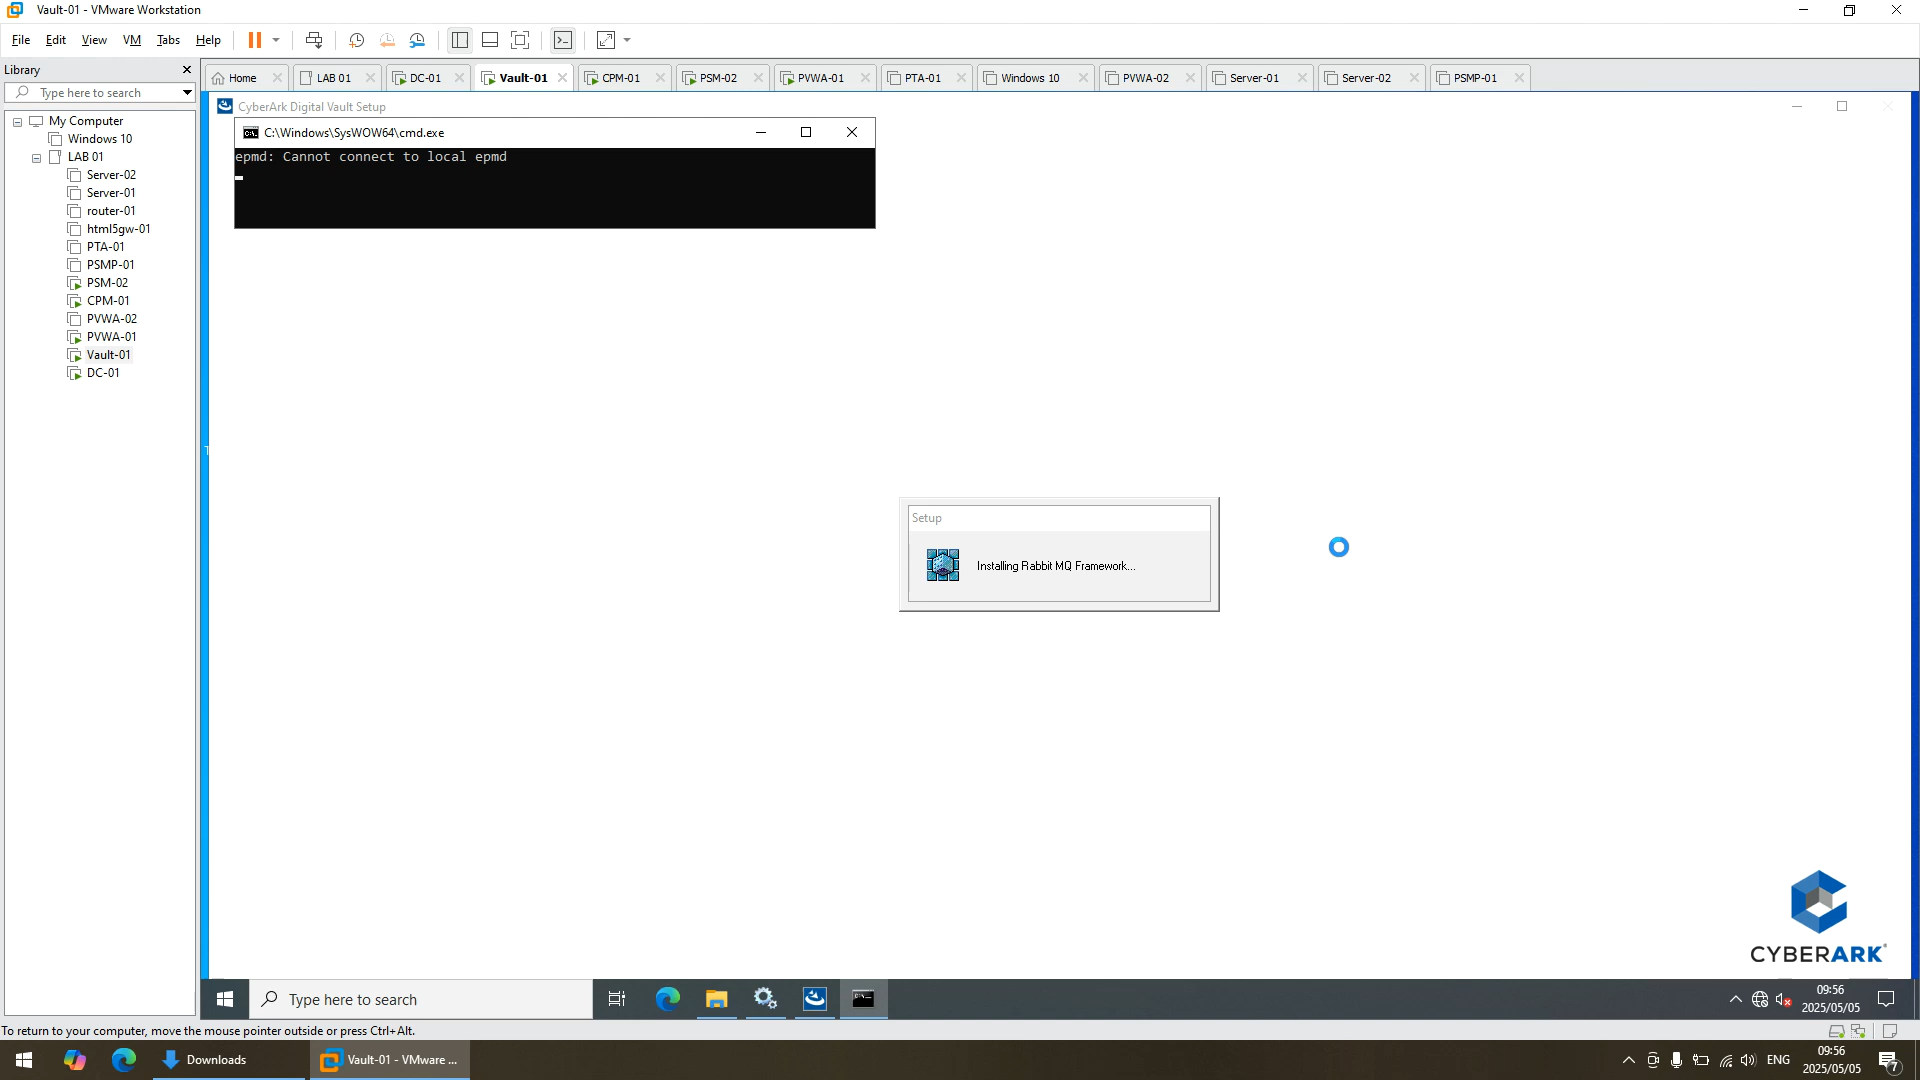 Vault-01 - VMware Workstation
File Edit View VM Tabs Help
Library
Type here to search
My Computer
Windows 10
LAB 01
Server-02
Server-01
router-01
html5gw-01
PTA-01
PSMP-01
PSM-02
CPM-01
PVWA-02
PVWA-01
Vault-01
DC-01
Home LAB 01 DC-01 Vault-01 CPM-01 PSM-02 PVWA-01 PTA-01 Windows 10 PVWA-02 Server-01 Server-02 PSMP-01
CyberArk Digital Vault Setup
C:\Windows\SysWOW64\cmd.exe
epmd: Cannot connect to local epmd
Setup
Installing Rabbit MQ Framework...
CYBERARK
Type here to search
09:56
2025/05/05
To return to your computer, move the mouse pointer outside or press Ctrl+Alt.
Downloads
Vault-01 - VMware ...
ENG
09:56
2025/05/05
7